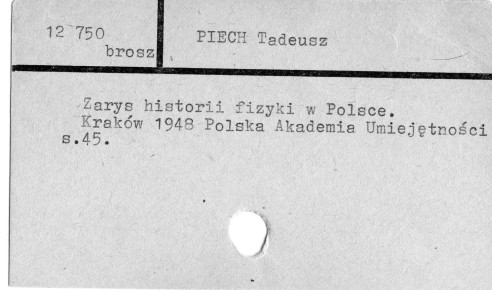 12 750
brosz
PIECH Tadeusz
Zarys historii fizyki w Polsce.
Kraków 1948 Polska Akademia Umiejętności
s.45.